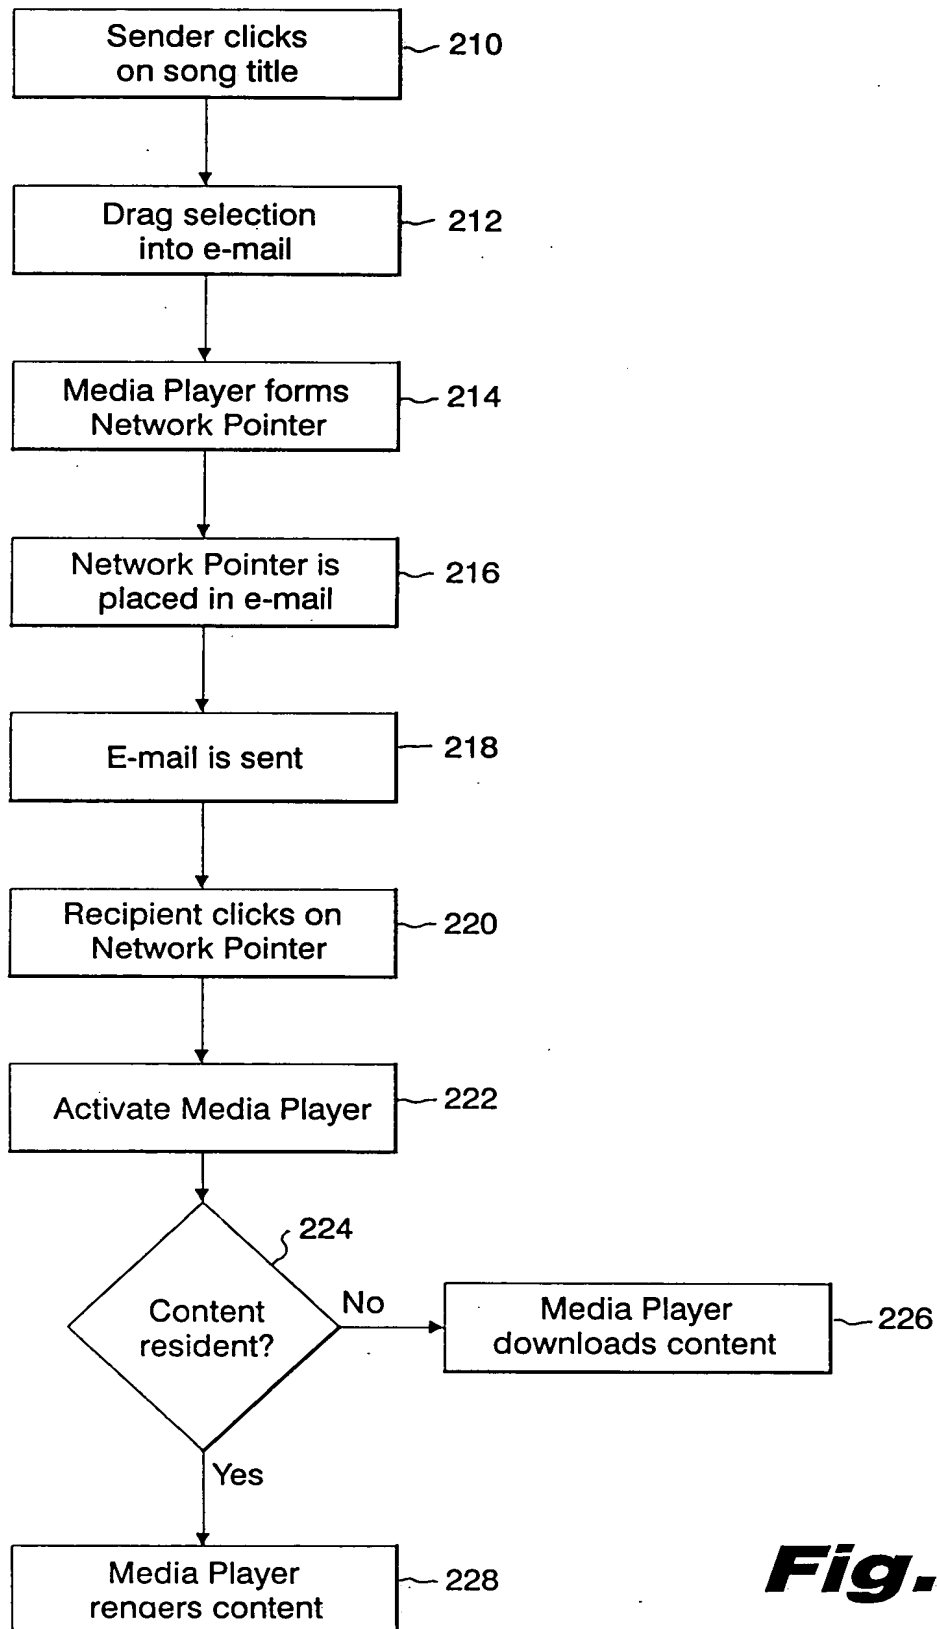 Sender clicks
on song title
210
Drag selection
into e-mail
212
Media Player forms
Network Pointer
214
Network Pointer is
placed in e-mail
216
E-mail is sent
218
Recipient clicks on
Network Pointer
220
Activate Media Player
222
224
Content
resident?
No
Media Player
downloads content
226
Yes
Media Player
renders content
228
Fig.